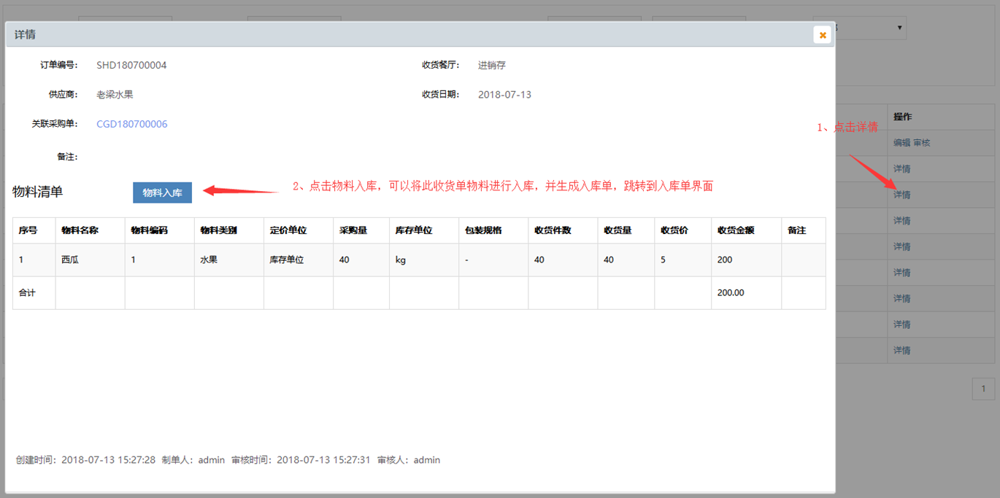 详情
订单编号： SHD180700004 收货餐厅： 进销存
供应商： 老梁水果 收货日期： 2018-07-13
关联采购单： CGD180700006
备注：
物料清单 物料入库
2、点击物料入库，可以将此收货单物料进行入库，并生成入库单，跳转到入库单界面
序号 物料名称 物料编码 物料类别 定价单位 采购量 库存单位 包装规格 收货件数 收货量 收货价 收货金额 备注
1 西瓜 1 水果 库存单位 40 kg - 40 40 5 200
合计 200.00
创建时间：2018-07-13 15:27:28 制单人：admin 审核时间：2018-07-13 15:27:31 审核人：admin
1、点击详情
操作
编辑 审核
详情
详情
详情
详情
详情
详情
详情
详情
1